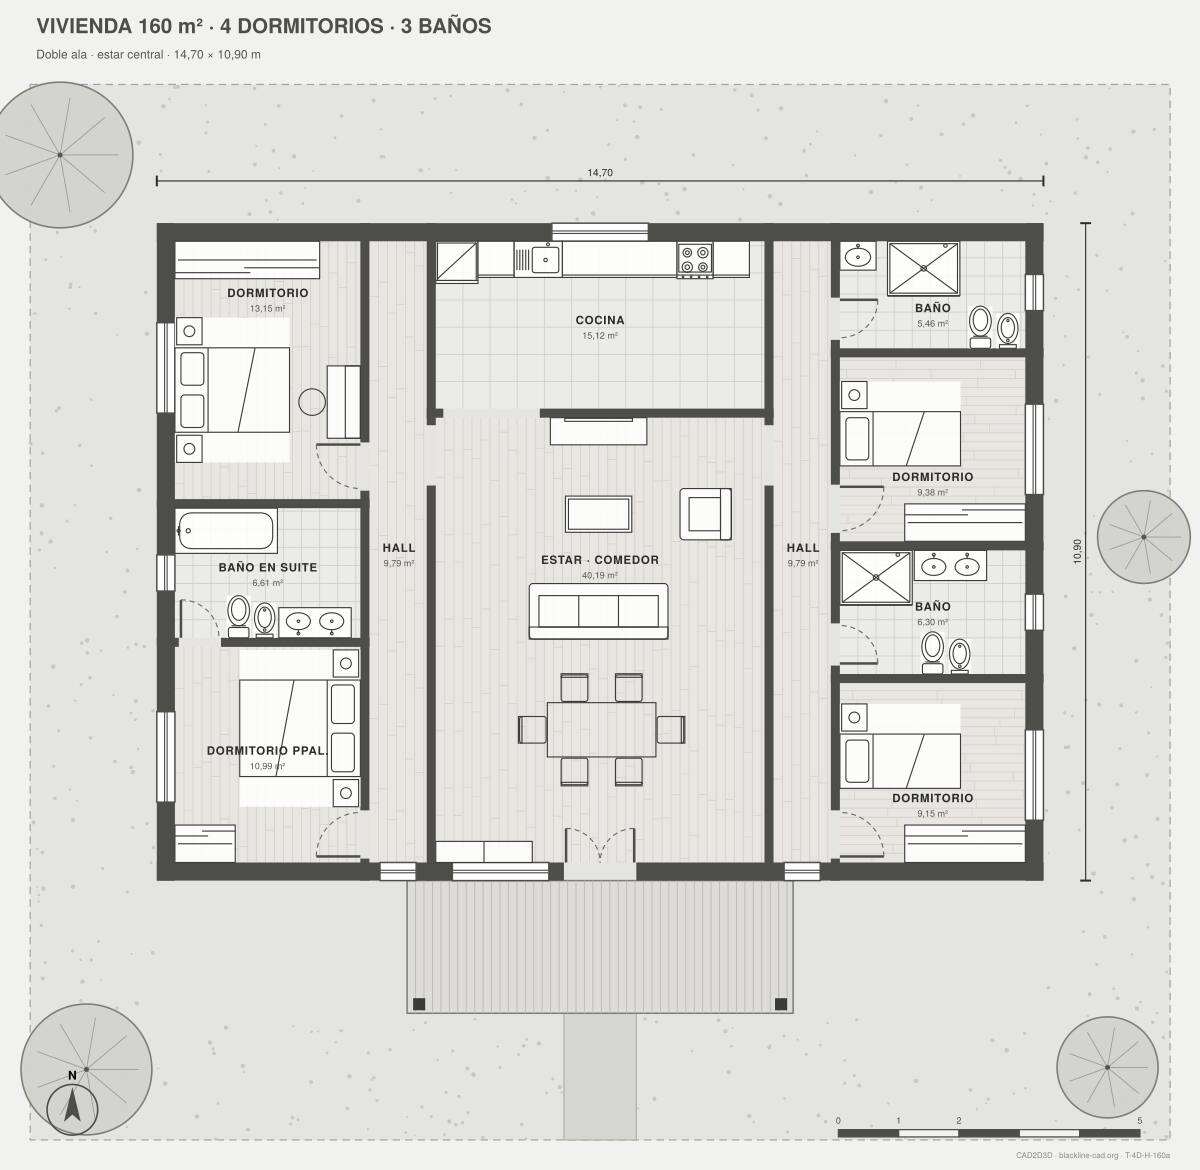 VIVIENDA 160 m² · 4 DORMITORIOS · 3 BAÑOS
Doble ala · estar central · 14,70 × 10,90 m
14,70
DORMITORIO
13,15 m²
COCINA
15,12 m²
BAÑO
5,46 m²
DORMITORIO
9,38 m²
HALL
9,79 m²
ESTAR · COMEDOR
40,19 m²
HALL
9,79 m²
10,90
BAÑO EN SUITE
6,61 m²
BAÑO
6,30 m²
DORMITORIO PPAL.
10,99 m²
DORMITORIO
9,15 m²
N
0 1 2 5
CAD2D3D · blackline-cad.org · T-4D-H-160a